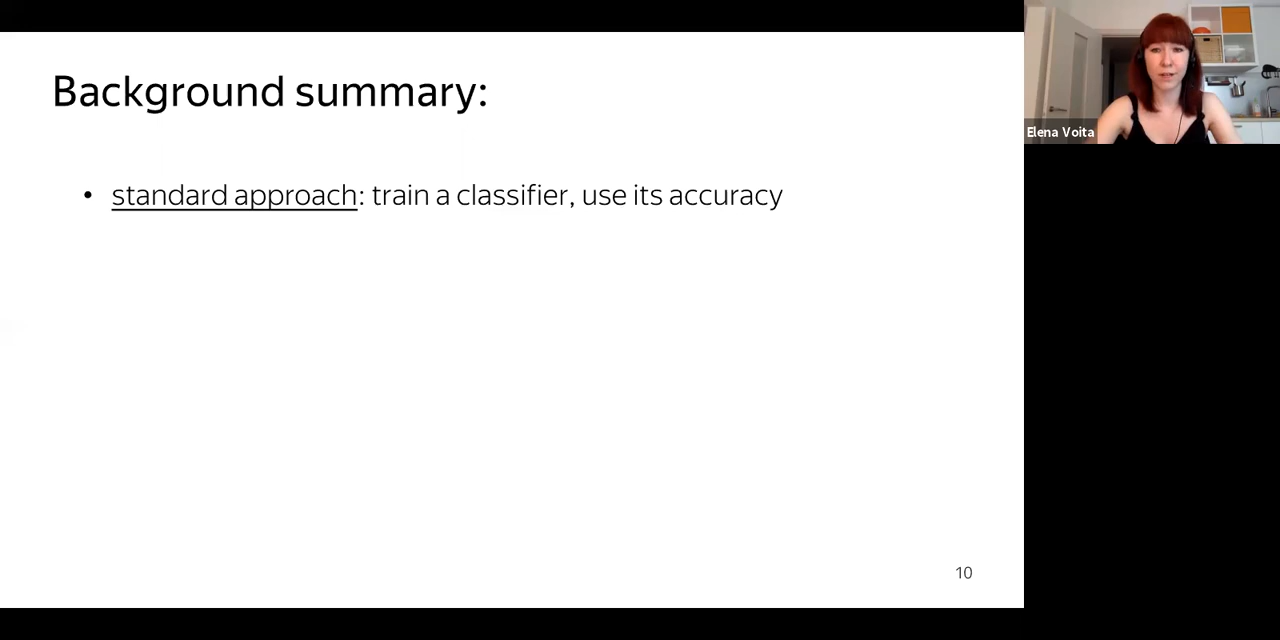 Background summary:
• standard approach: train a classifier, use its accuracy
10
Elena Voita